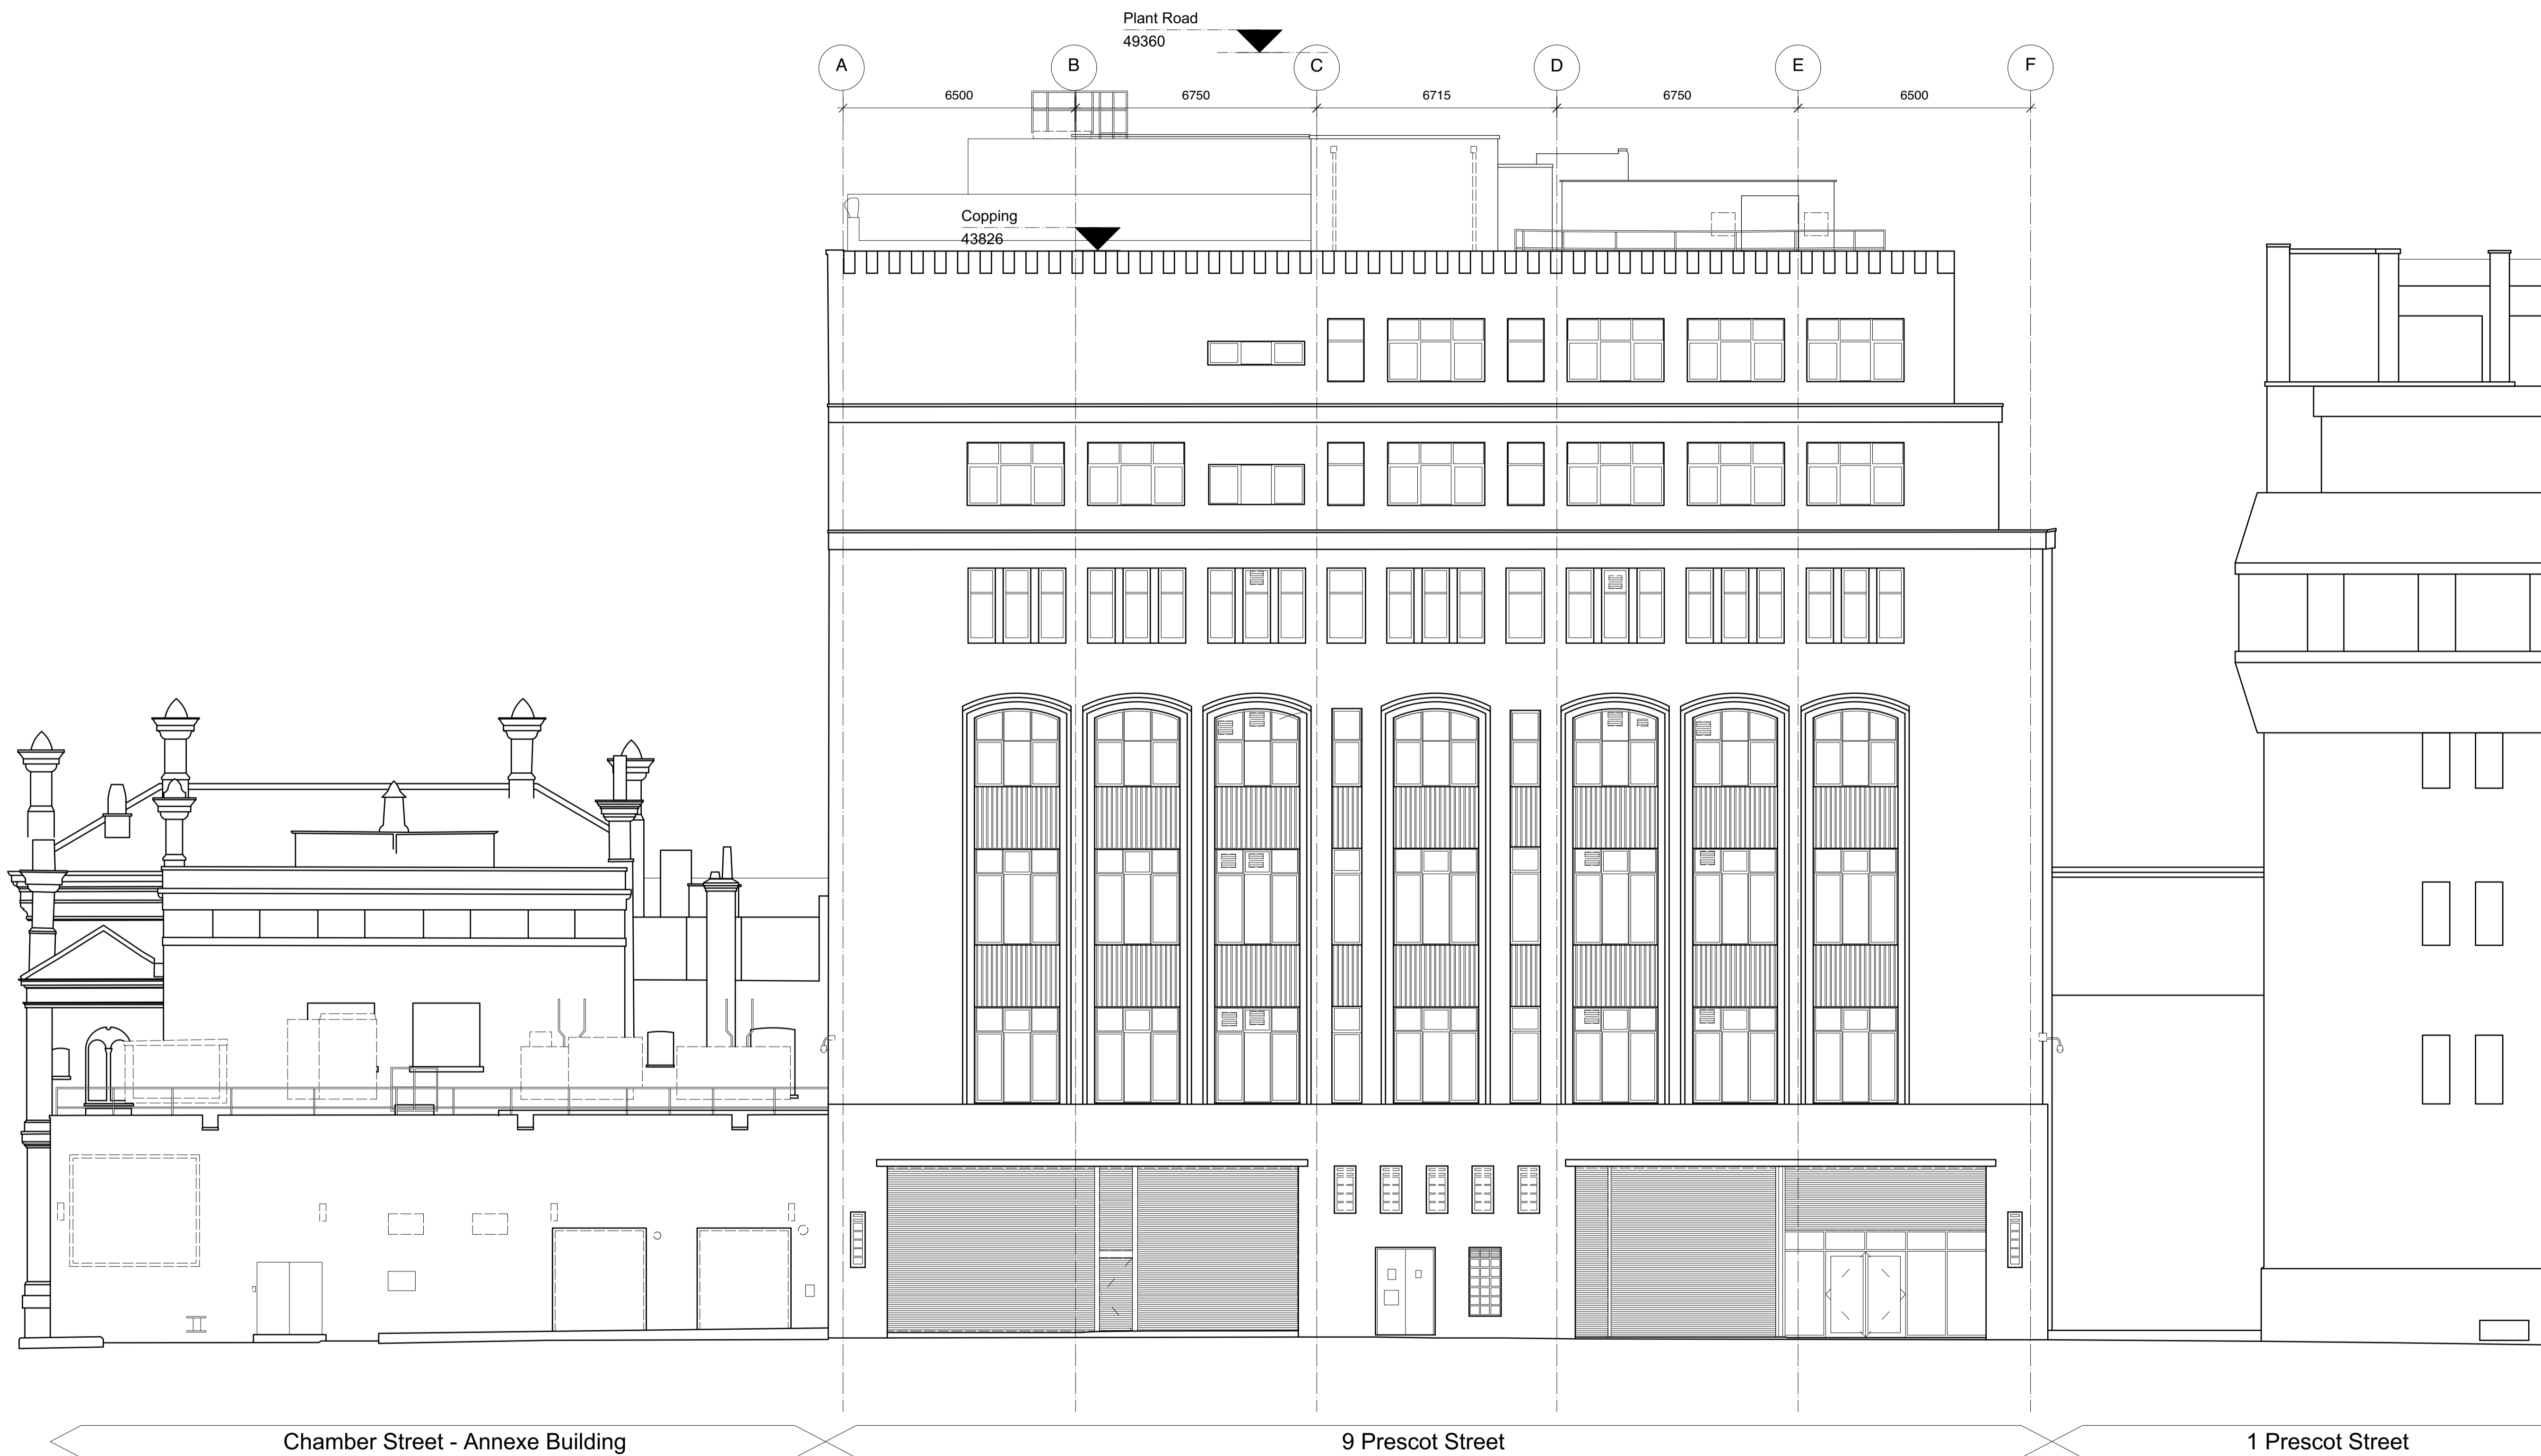 Plant Road
49360
A
B
C
D
E
F
6500
6750
6715
6750
6500
Copping
43826
Chamber Street - Annexe Building
9 Prescot Street
1 Prescot Street